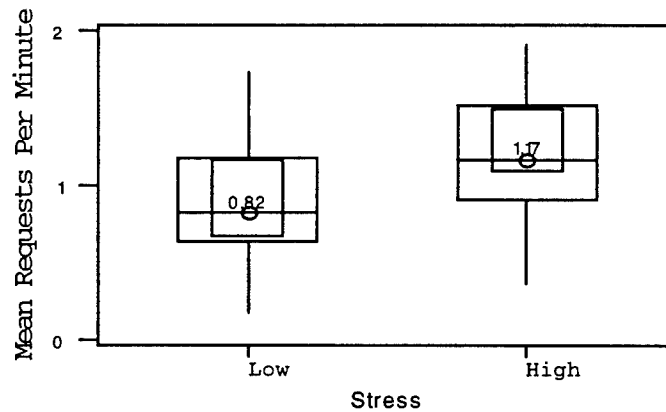 Mean Requests Per Minute
2
1
0
0.82
1.17
Low
High
Stress